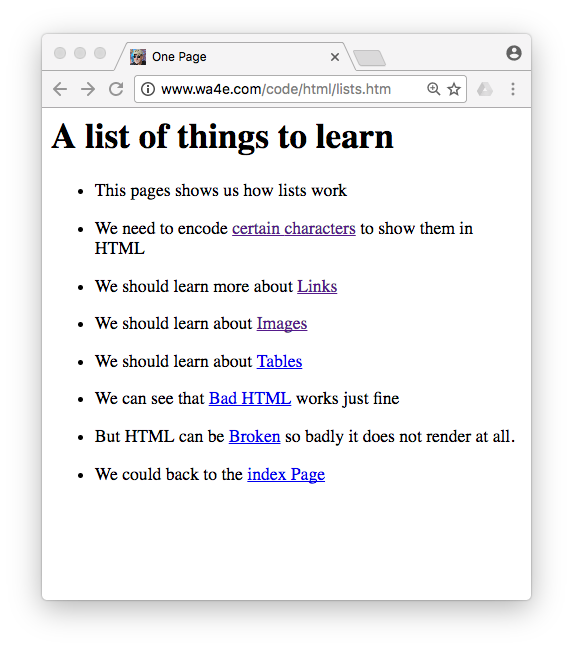 One Page
www.wa4e.com/code/html/lists.htm
A list of things to learn
This pages shows us how lists work
We need to encode certain characters to show them in
HTML
We should learn more about Links
We should learn about Images
We should learn about Tables
We can see that Bad HTML works just fine
But HTML can be Broken so badly it does not render at all.
We could back to the index Page